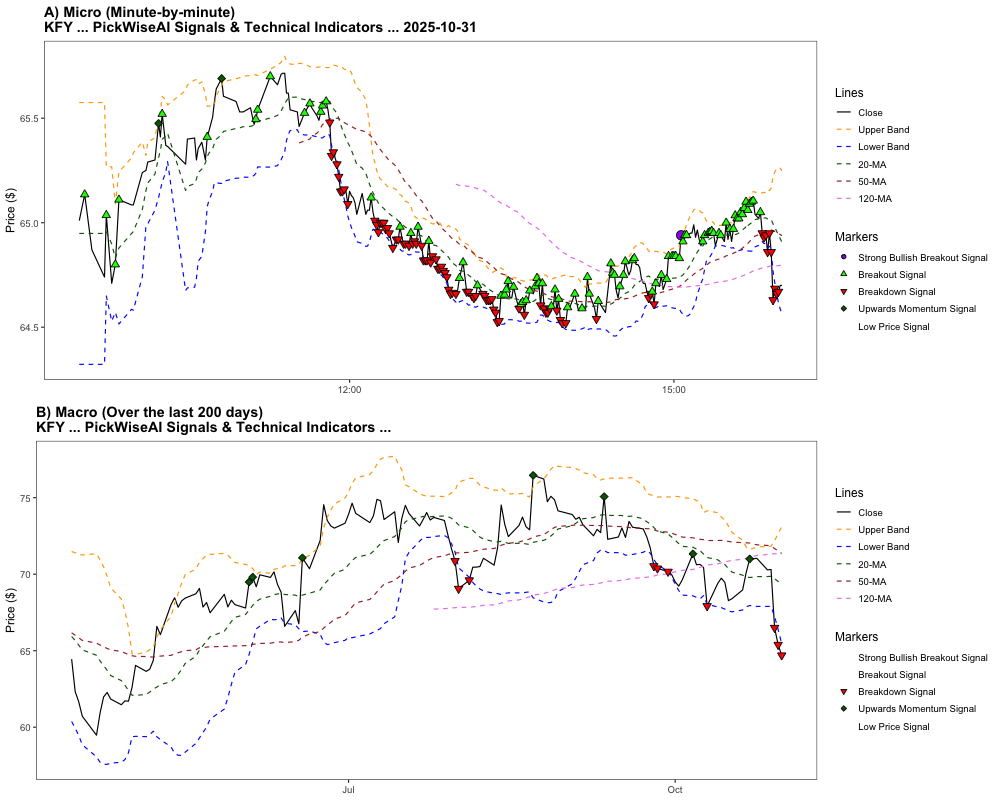 A) Micro (Minute-by-minute)
KFY ... PickWiseAI Signals & Technical Indicators ... 2025-10-31
Price ($)
65.5
65.0
64.5
12:00
15:00
Lines
Close
Upper Band
Lower Band
20-MA
50-MA
120-MA
Markers
Strong Bullish Breakout Signal
Breakout Signal
Breakdown Signal
Upwards Momentum Signal
Low Price Signal
B) Macro (Over the last 200 days)
KFY ... PickWiseAI Signals & Technical Indicators ...
Price ($)
75
70
65
60
Jul
Oct
Lines
Close
Upper Band
Lower Band
20-MA
50-MA
120-MA
Markers
Strong Bullish Breakout Signal
Breakout Signal
Breakdown Signal
Upwards Momentum Signal
Low Price Signal